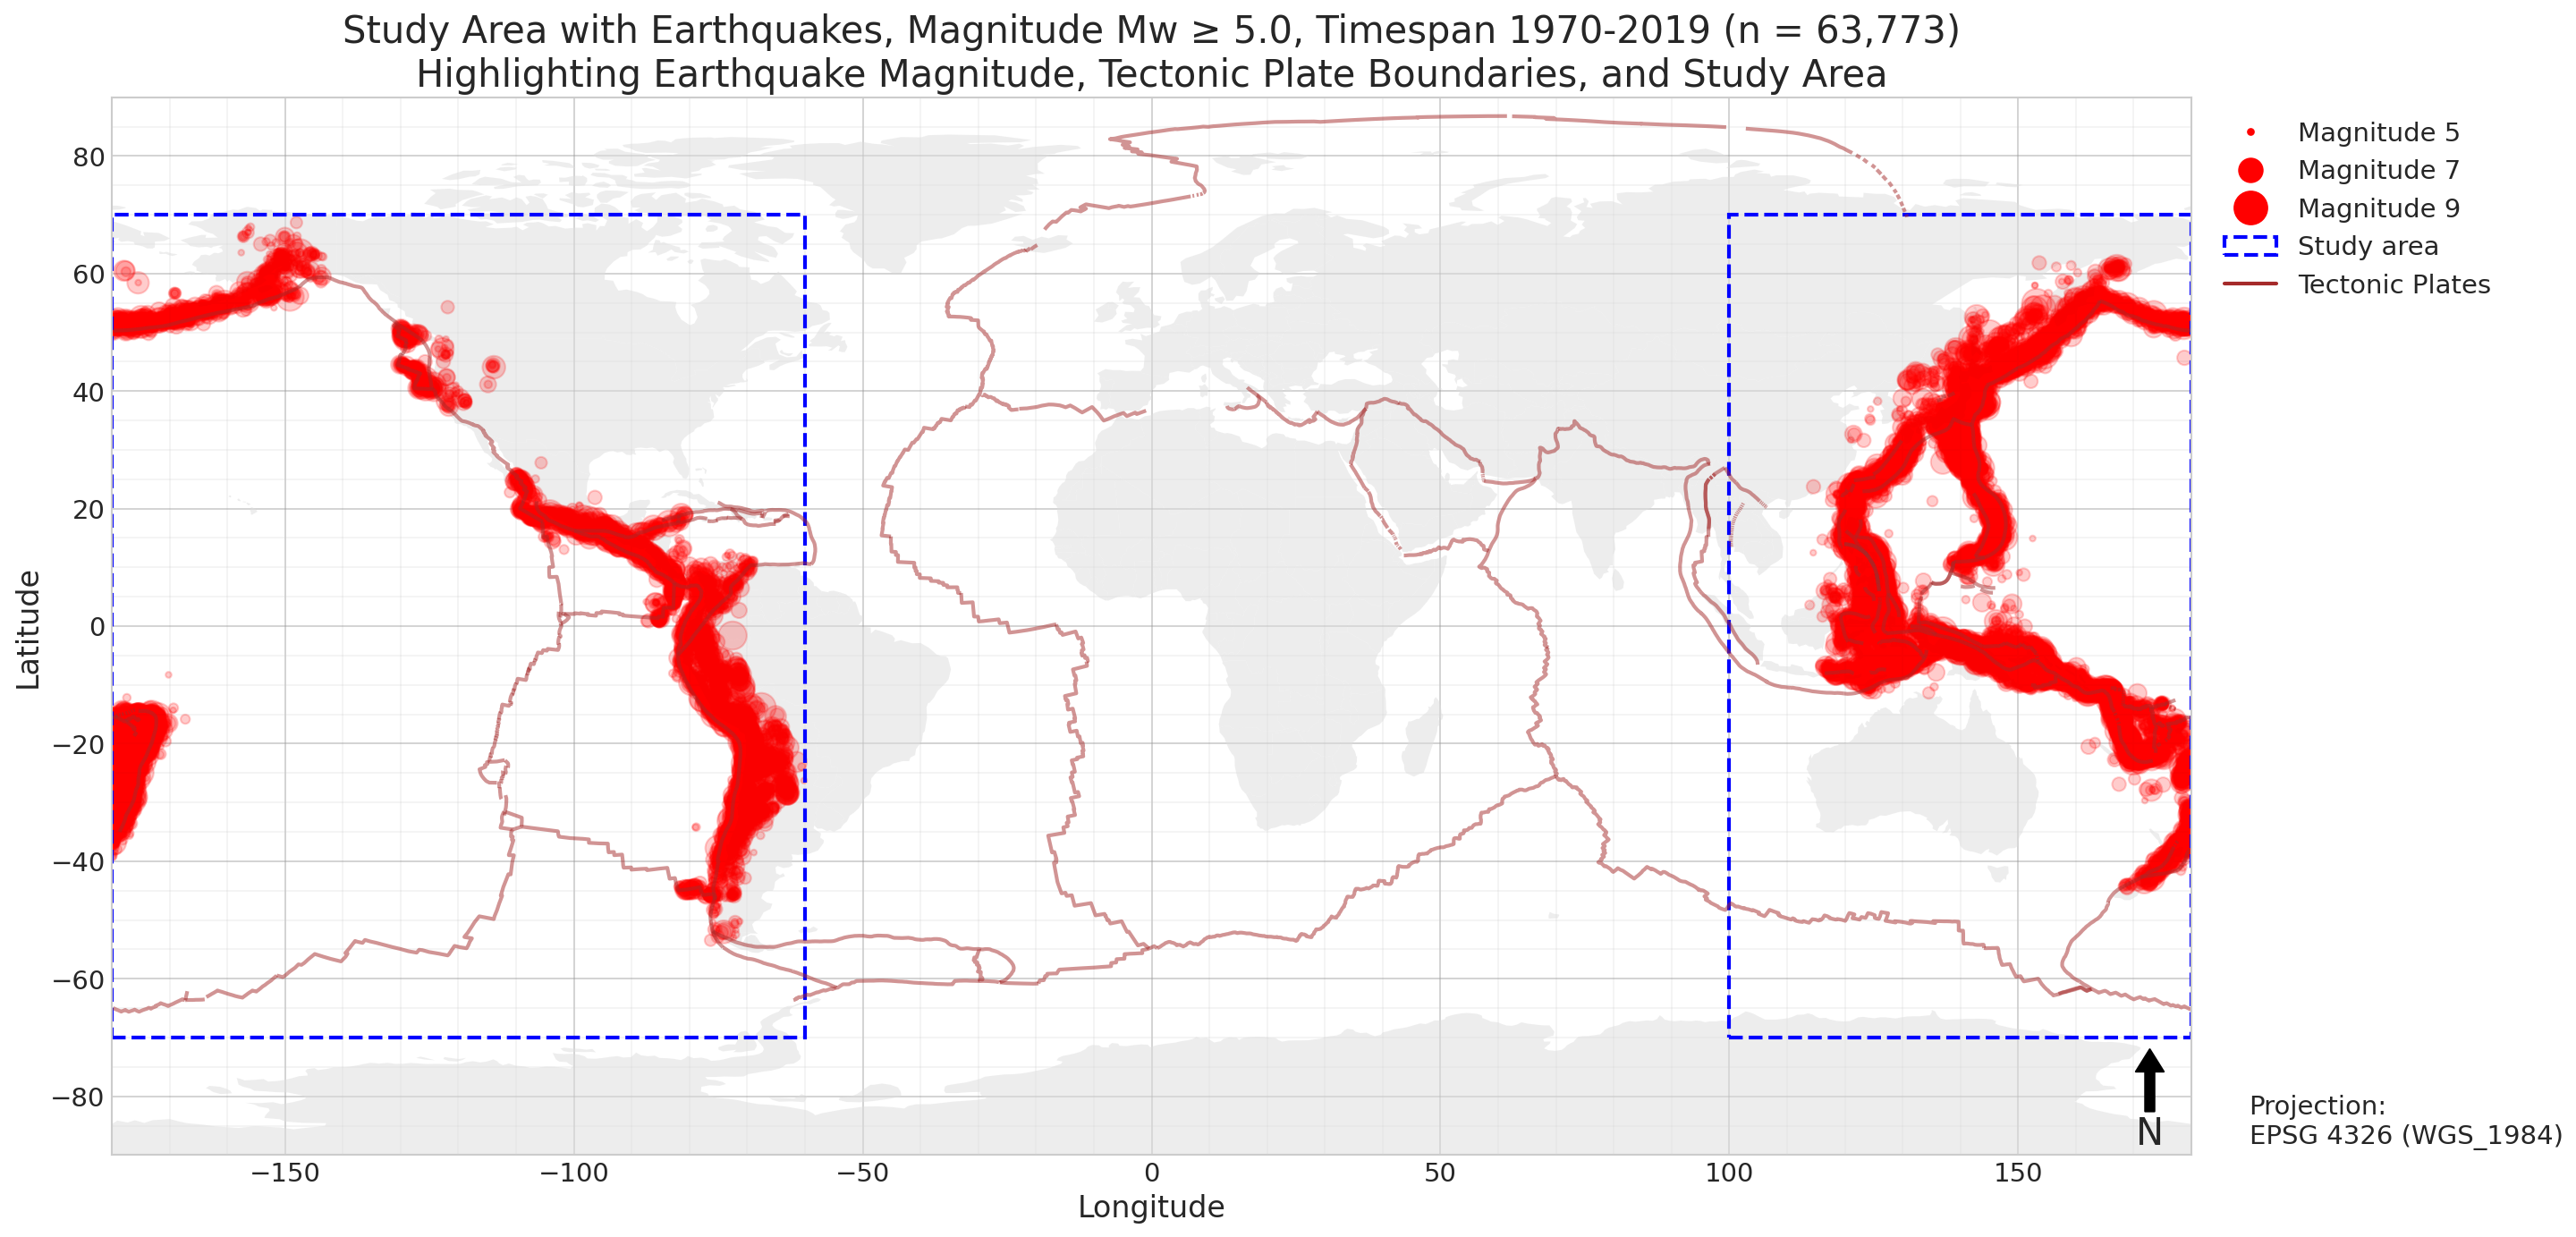 Study Area with Earthquakes, Magnitude Mw ≥ 5.0, Timespan 1970-2019 (n = 63,773)
Highlighting Earthquake Magnitude, Tectonic Plate Boundaries, and Study Area
Magnitude 5
Magnitude 7
Magnitude 9
Study area
Tectonic Plates
80
60
40
20
0
−20
−40
−60
−80
Latitude
−150
−100
−50
0
50
100
150
Longitude
N
Projection:
EPSG 4326 (WGS_1984)